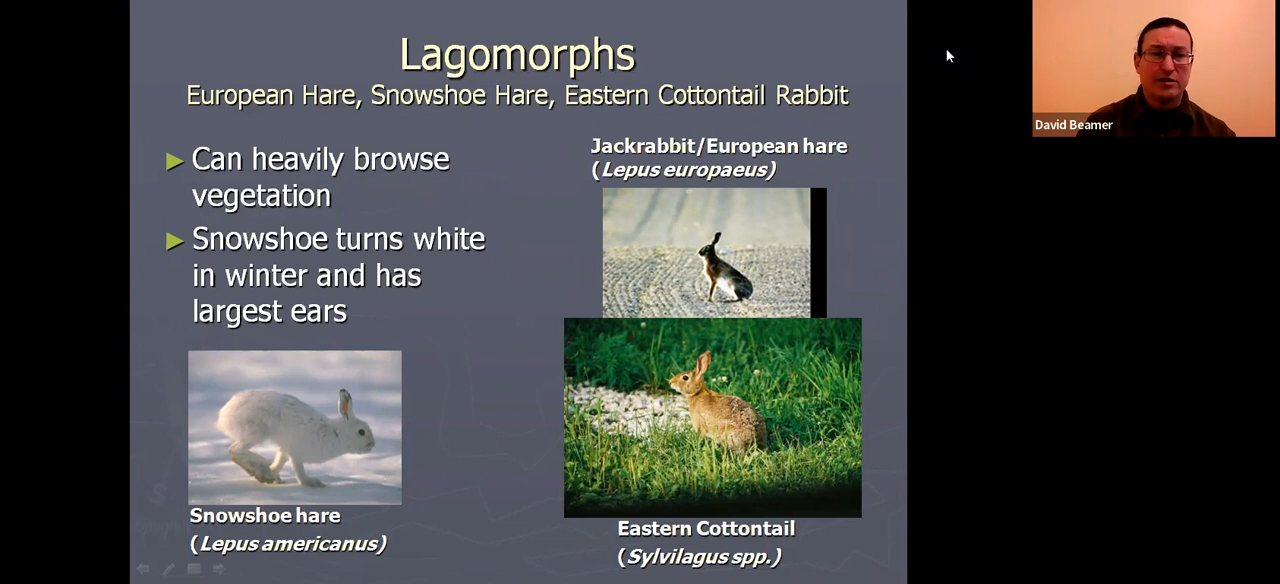 Lagomorphs
European Hare, Snowshoe Hare, Eastern Cottontail Rabbit
Can heavily browse
vegetation
Snowshoe turns white
in winter and has
largest ears
Jackrabbit/European hare
(Lepus europaeus)
Snowshoe hare
(Lepus americanus)
Eastern Cottontail
(Sylvilagus spp.)
David Beamer